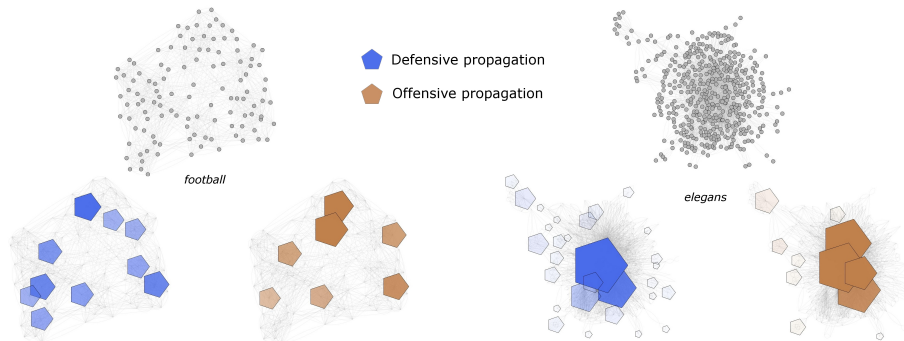 Defensive propagation
Offensive propagation
football
elegans